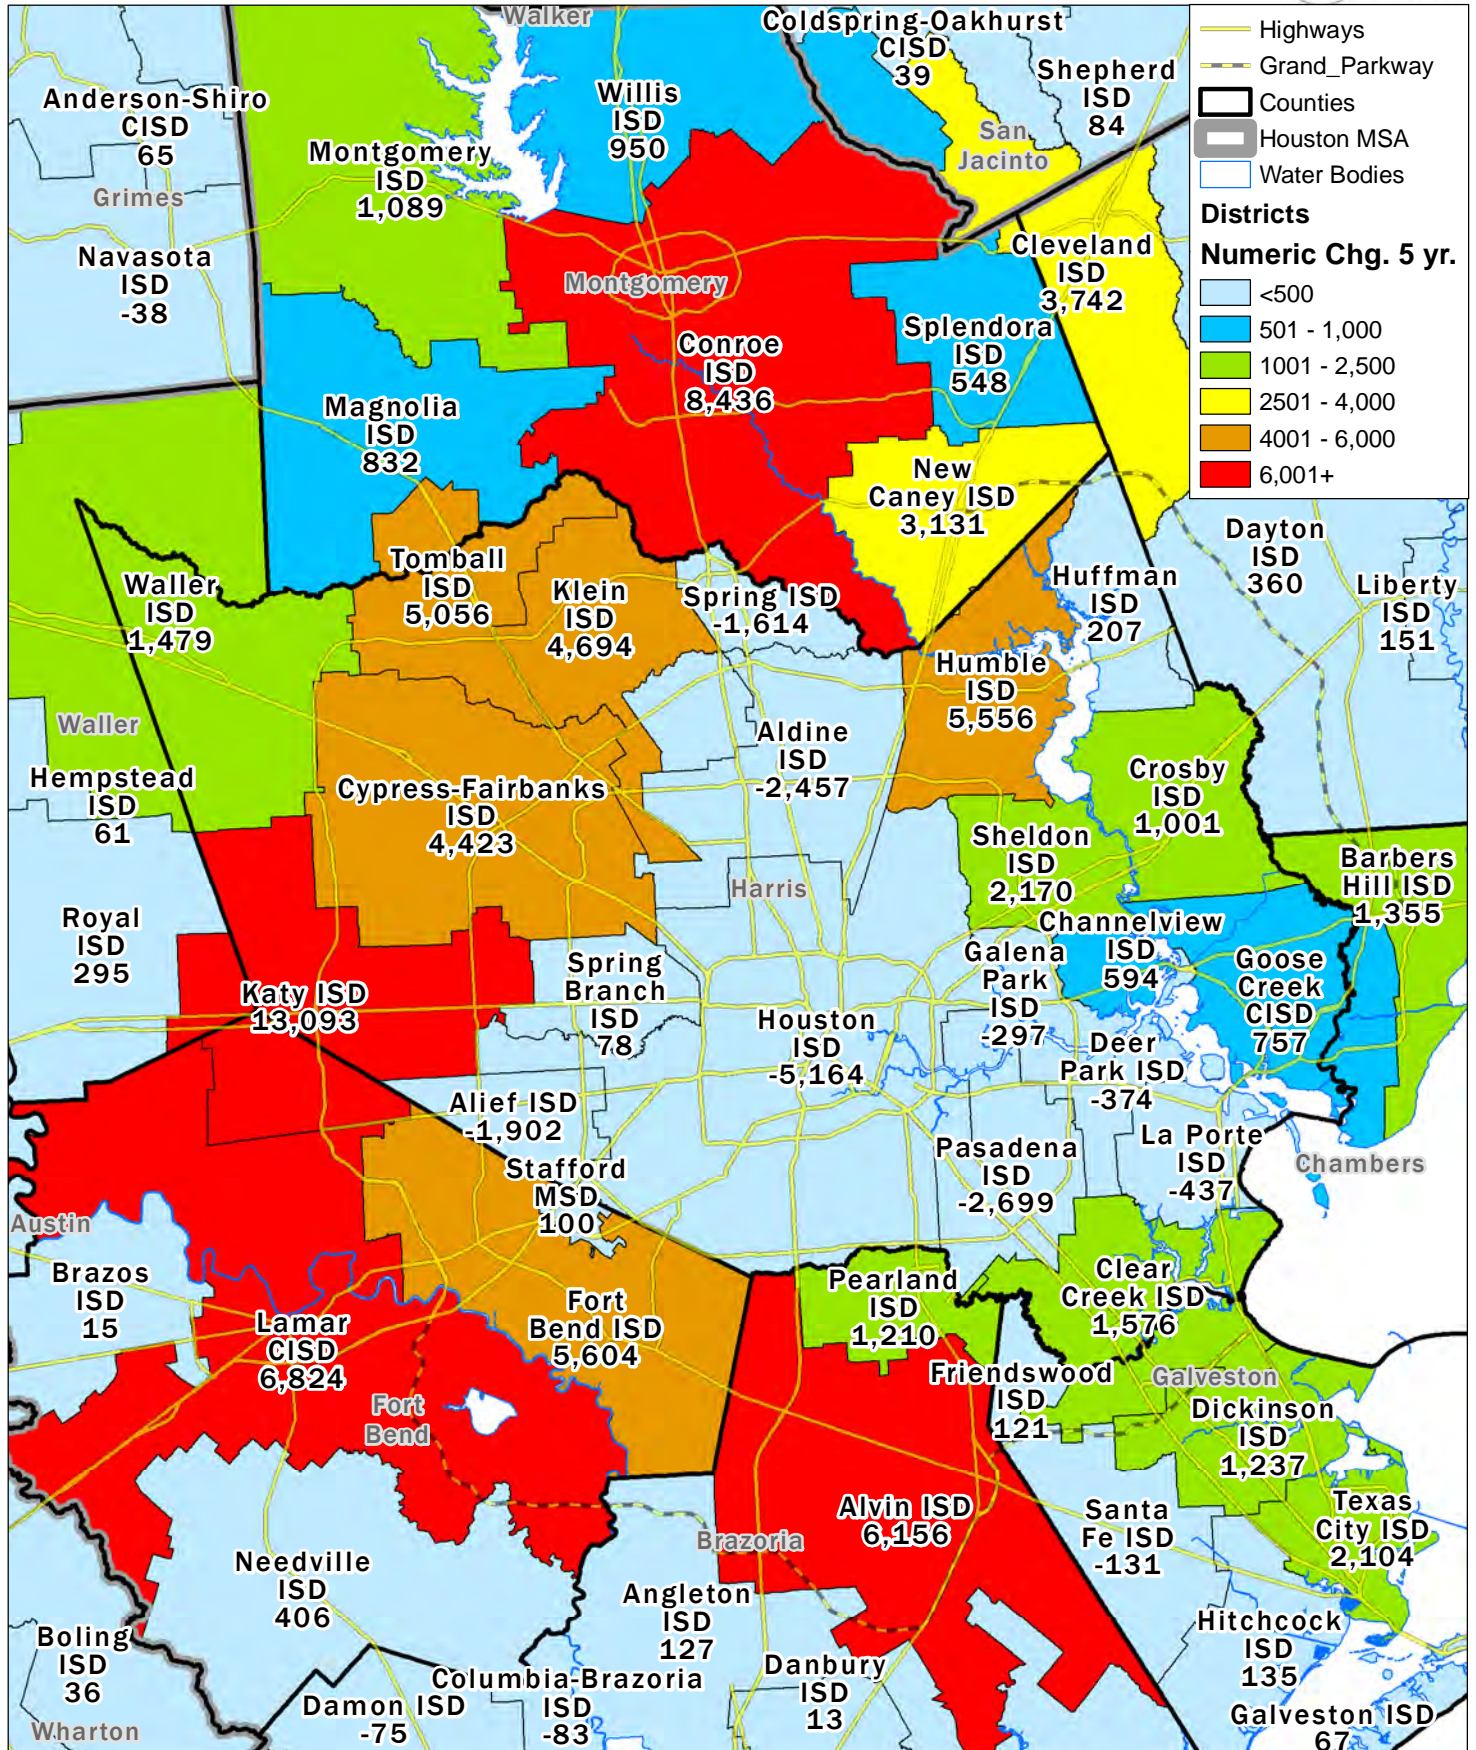 Walker
Coldspring-Oakhurst
CISD
39
Shepherd
ISD
84
Highways
Grand_Parkway
Counties
Houston MSA
Water Bodies
Districts
Numeric Chg. 5 yr.
<500
501 - 1,000
1001 - 2,500
2501 - 4,000
4001 - 6,000
6,001+
Anderson-Shiro
CISD
65
Grimes
Navasota
ISD
-38
Montgomery
ISD
1,089
Willis
ISD
950
San
Jacinto
Montgomery
Cleveland
ISD
3,742
Splendora
ISD
548
Conroe
ISD
8,436
Magnolia
ISD
832
New
Caney ISD
3,131
Dayton
ISD
360
Liberty
ISD
151
Waller
ISD
1,479
Tomball
ISD
5,056
Klein
ISD
4,694
Spring ISD
-1,614
Huffman
ISD
207
Humble
ISD
5,556
Waller
Hempstead
ISD
61
Aldine
ISD
-2,457
Cypress-Fairbanks
ISD
4,423
Crosby
ISD
1,001
Sheldon
ISD
2,170
Barbers
Hill ISD
1,355
Harris
Royal
ISD
295
Channelview
ISD
594
Galena
Park
ISD
-297
Goose
Creek
CISD
757
Spring
Branch
ISD
78
Katy ISD
13,093
Houston
ISD
-5,164
Deer
Park ISD
-374
Alief ISD
-1,902
Stafford
MSD
100
Pasadena
ISD
-2,699
La Porte
ISD
-437
Chambers
Austin
Brazos
ISD
15
Lamar
CISD
6,824
Fort
Bend ISD
5,604
Pearland
ISD
1,210
Clear
Creek ISD
1,576
Friendswood
ISD
121
Galveston
Dickinson
ISD
1,237
Fort
Bend
Alvin ISD
6,156
Santa
Fe ISD
-131
Texas
City ISD
2,104
Brazoria
Needville
ISD
406
Angleton
ISD
127
Hitchcock
ISD
135
Boling
ISD
36
Wharton
Damon ISD
-75
Columbia-Brazoria
ISD
-83
Danbury
ISD
13
Galveston ISD
67